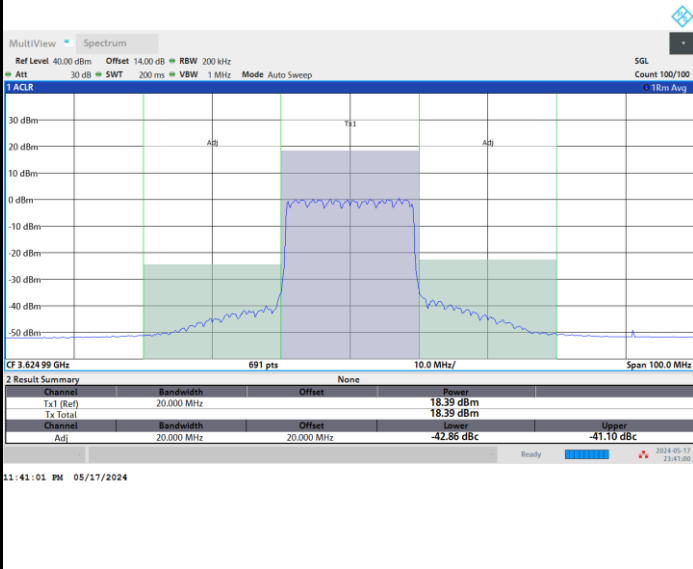 MultiView Spectrum
Ref Level 40.00 dBm Offset 14.00 dB RBW 200 kHz SGL
Att 30 dB SWT 200 ms VBW 1 MHz Mode Auto Sweep Count 100/100
1 ACLR 1Rm Avg
30 dBm
Tx1
20 dBm
Adj Adj
10 dBm
0 dBm
-10 dBm
-20 dBm
-30 dBm
-40 dBm
-50 dBm
CF 3.624 99 GHz 691 pts 10.0 MHz/ Span 100.0 MHz
2 Result Summary None
Channel Bandwidth Offset Power
Tx1 (Ref) 20.000 MHz 18.39 dBm
Tx Total 18.39 dBm
Channel Bandwidth Offset Lower Upper
Adj 20.000 MHz 20.000 MHz -42.86 dBc -41.10 dBc
Ready 2024-05-17
23:41:00
11:41:01 PM 05/17/2024